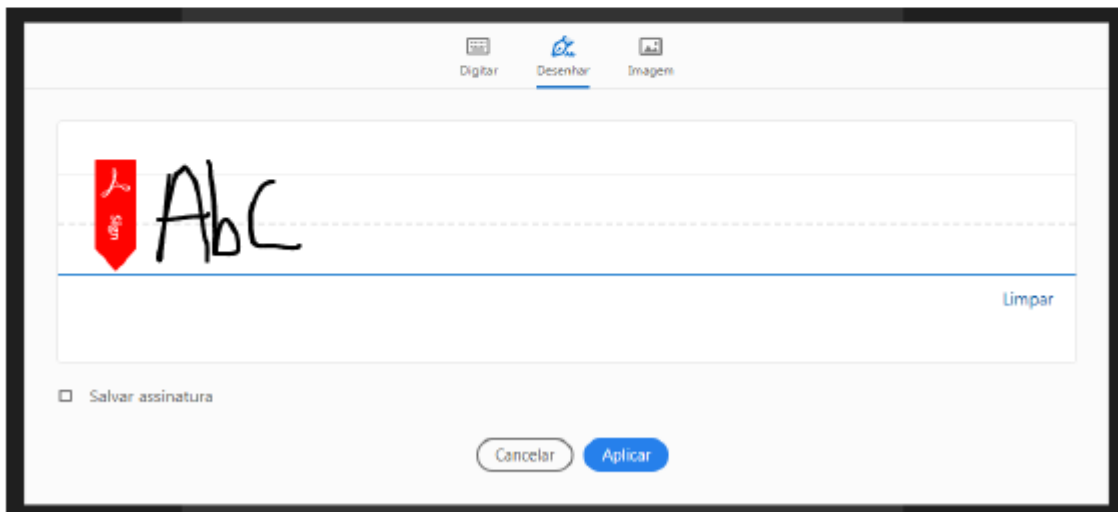 Digitar Desenhar Imagem
Sign AbC
Limpar
Salvar assinatura
Cancelar Aplicar